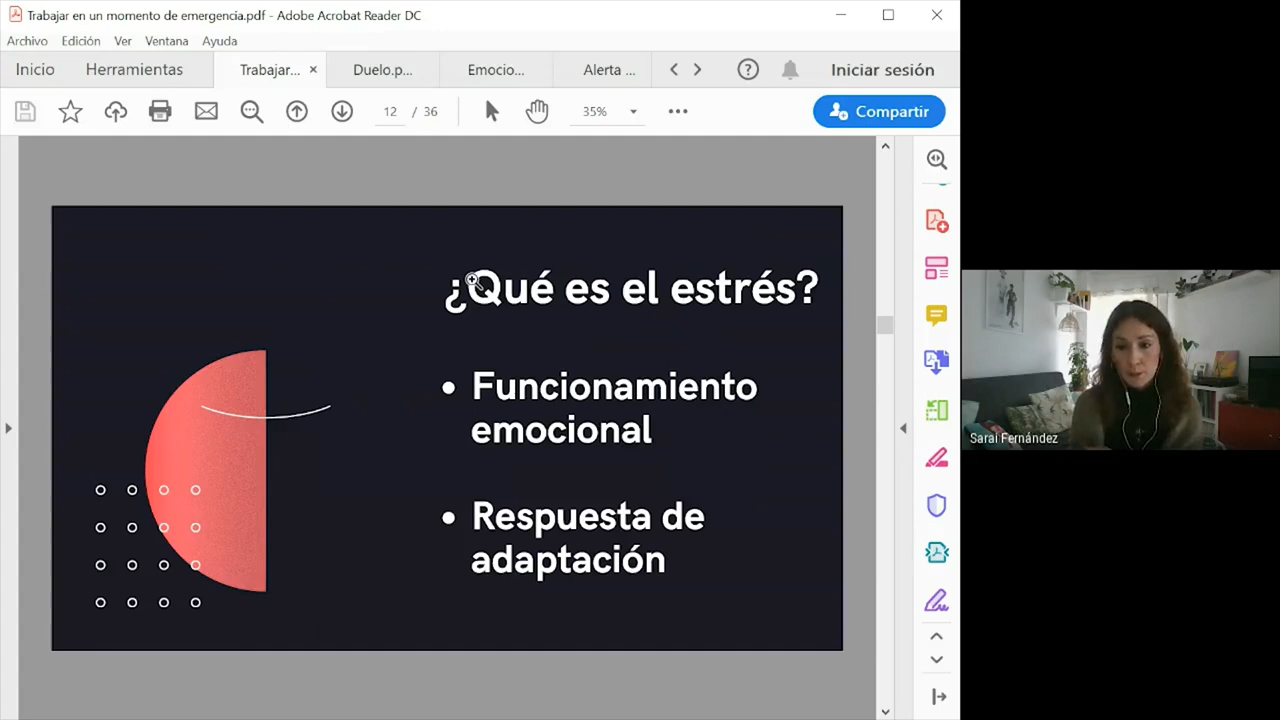 Trabajar en un momento de emergencia.pdf - Adobe Acrobat Reader DC
Archivo Edición Ver Ventana Ayuda
Inicio Herramientas Trabajar... × Duelo.p... Emocio... Alerta ... Iniciar sesión
12 / 36 35% Compartir
¿Qué es el estrés?
• Funcionamiento
emocional
• Respuesta de
adaptación
Sarai Fernández